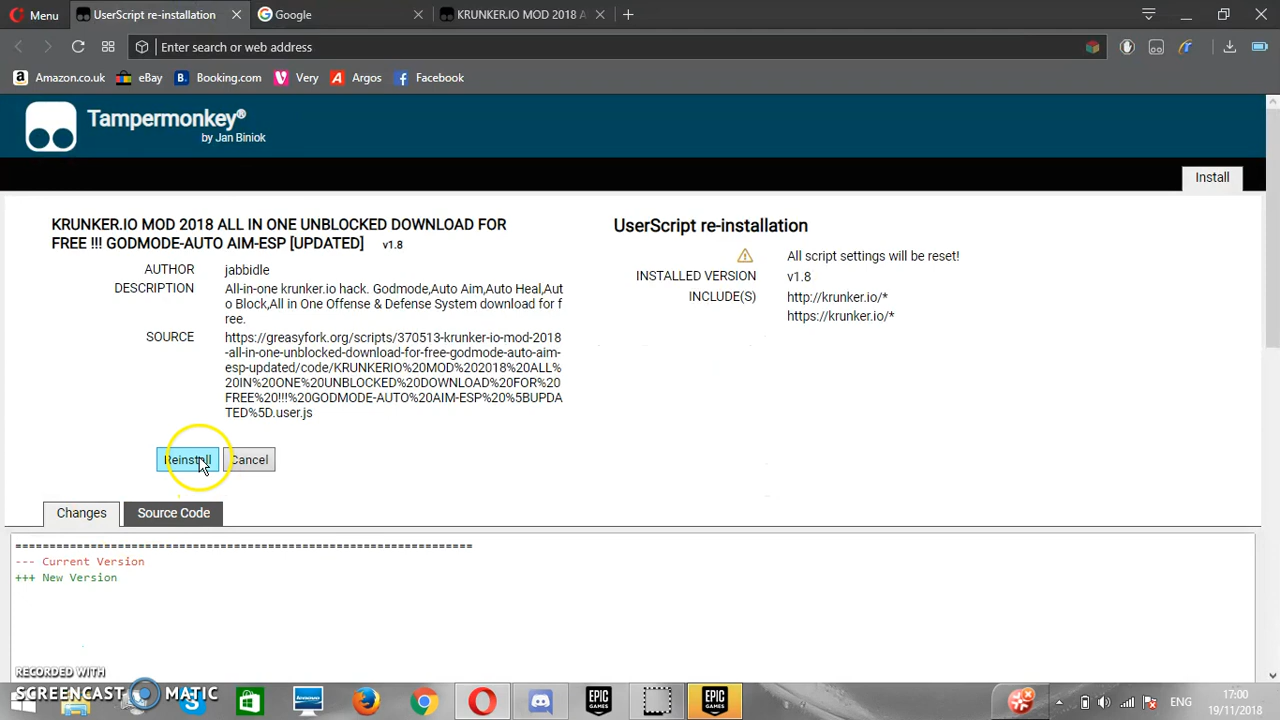 Menu
UserScript re-installation
Google
KRUNKER.IO MOD 2018 A
Enter search or web address
Amazon.co.uk
eBay
Booking.com
Very
Argos
Facebook
Tampermonkey®
by Jan Biniok
Install
KRUNKER.IO MOD 2018 ALL IN ONE UNBLOCKED DOWNLOAD FOR
FREE !!! GODMODE-AUTO AIM-ESP [UPDATED] v1.8
AUTHOR jabbidle
DESCRIPTION All-in-one krunker.io hack. Godmode,Auto Aim,Auto Heal,Aut
o Block,All in One Offense & Defense System download for f
ree.
SOURCE https://greasyfork.org/scripts/370513-krunker-io-mod-2018
-all-in-one-unblocked-download-for-free-godmode-auto-aim-
esp-updated/code/KRUNKERIO%20MOD%202018%20ALL%
20IN%20ONE%20UNBLOCKED%20DOWNLOAD%20FOR%20
FREE%20!!!%20GODMODE-AUTO%20AIM-ESP%20%5BUPDA
TED%5D.user.js
UserScript re-installation
All script settings will be reset!
INSTALLED VERSION v1.8
INCLUDE(S) http://krunker.io/*
https://krunker.io/*
Reinstall
Cancel
Changes
Source Code
==================================================================
--- Current Version
+++ New Version
RECORDED WITH
SCREENCAST MATIC
EPIC
GAMES
EPIC
GAMES
ENG
17:00
19/11/2018